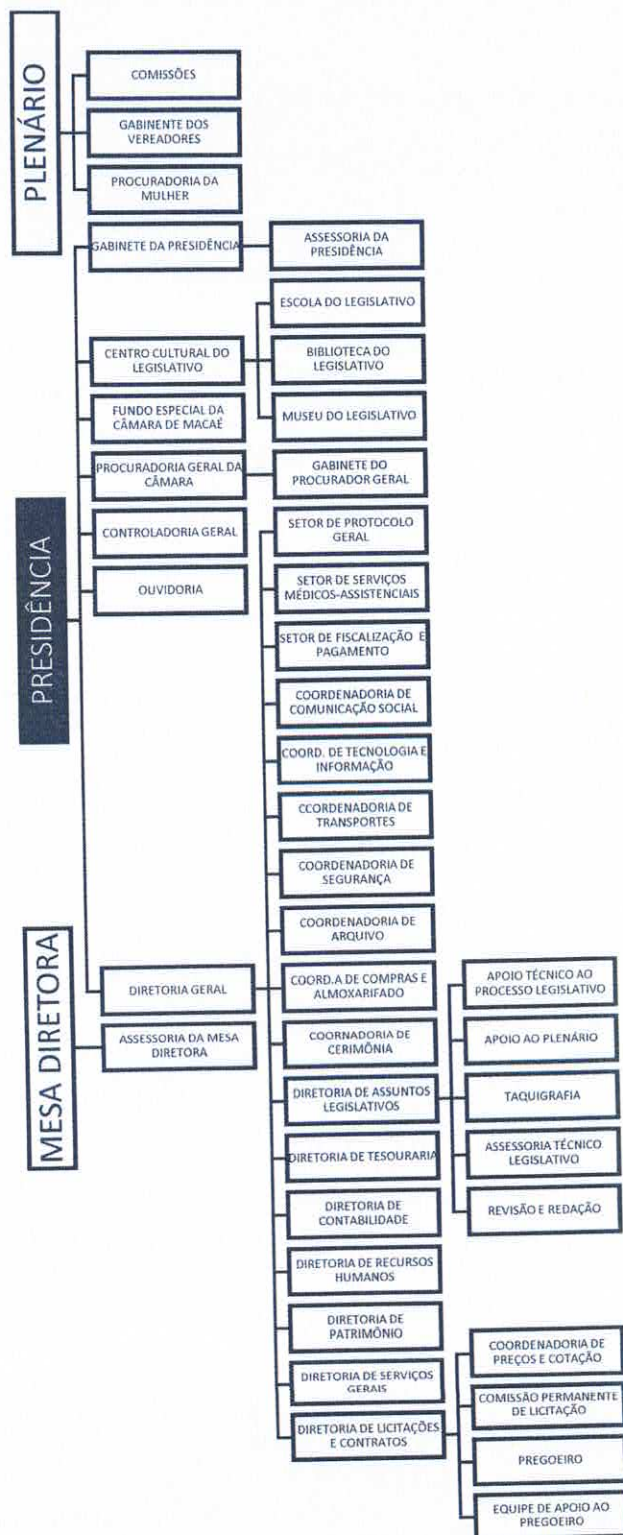 PLENÁRIO
COMISSÕES
GABINENTE DOS
VEREADORES
PROCURADORIA DA
MULHER
PRESIDÊNCIA
GABINETE DA PRESIDÊNCIA
ASSESSORIA DA
PRESIDÊNCIA
CENTRO CULTURAL DO
LEGISLATIVO
ESCOLA DO LEGISLATIVO
BIBLIOTECA DO
LEGISLATIVO
MUSEU DO LEGISLATIVO
FUNDO ESPECIAL DA
CÂMARA DE MACAÉ
PROCURADORIA GERAL DA
CÂMARA
GABINETE DO
PROCURADOR GERAL
CONTROLADORIA GERAL
OUVIDORIA
SETOR DE PROTOCOLO
GERAL
SETOR DE SERVIÇOS
MÉDICOS-ASSISTENCIAIS
SETOR DE FISCALIZAÇÃO E
PAGAMENTO
COORDENADORIA DE
COMUNICAÇÃO SOCIAL
COORD. DE TECNOLOGIA E
INFORMAÇÃO
CCORDENADORIA DE
TRANSPORTES
COORDENADORIA DE
SEGURANÇA
COORDENADORIA DE
ARQUIVO
MESA DIRETORA
DIRETORIA GERAL
ASSESSORIA DA MESA
DIRETORA
COORD.A DE COMPRAS E
ALMOXARIFADO
COORNADORIA DE
CERIMÔNIA
DIRETORIA DE ASSUNTOS
LEGISLATIVOS
APOIO TÉCNICO AO
PROCESSO LEGISLATIVO
APOIO AO PLENÁRIO
TAQUIGRAFIA
ASSESSORIA TÉCNICO
LEGISLATIVO
REVISÃO E REDAÇÃO
DIRETORIA DE TESOURARIA
DIRETORIA DE
CONTABILIDADE
DIRETORIA DE RECURSOS
HUMANOS
DIRETORIA DE
PATRIMÔNIO
DIRETORIA DE SERVIÇOS
GERAIS
DIRETORIA DE LICITAÇÕES
E CONTRATOS
COORDENADORIA DE
PREÇOS E COTAÇÃO
COMISSÃO PERMANENTE
DE LICITAÇÃO
PREGOEIRO
EQUIPE DE APOIO AO
PREGOEIRO